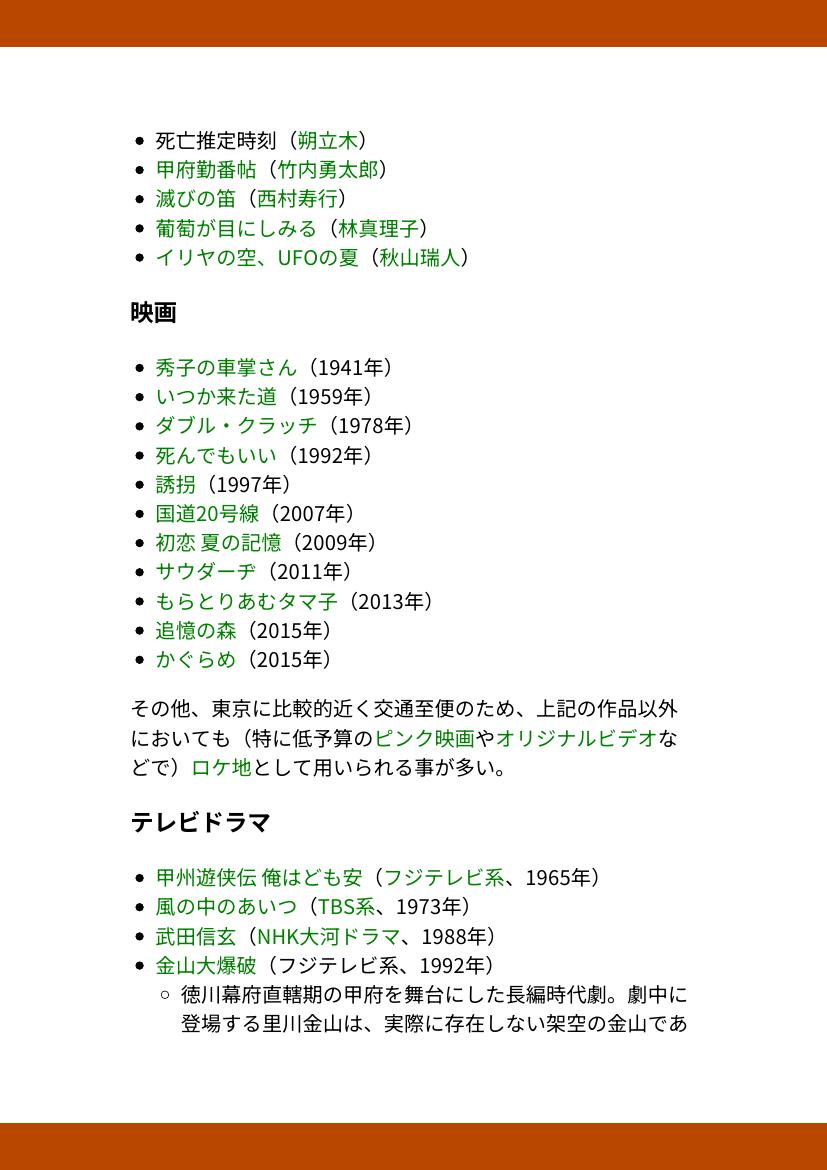 死亡推定時刻（朔立木）
甲府勤番帖（竹内勇太郎）
滅びの笛（西村寿行）
葡萄が目にしみる（林真理子）
イリヤの空、UFOの夏（秋山瑞人）
映画
秀子の車掌さん（1941年）
いつか来た道（1959年）
ダブル・クラッチ（1978年）
死んでもいい（1992年）
誘拐（1997年）
国道20号線（2007年）
初恋 夏の記憶（2009年）
サウダーヂ（2011年）
もらとりあむタマ子（2013年）
追憶の森（2015年）
かぐらめ（2015年）
その他、東京に比較的近く交通至便のため、上記の作品以外
においても（特に低予算のピンク映画やオリジナルビデオな
どで）ロケ地として用いられる事が多い。
テレビドラマ
甲州遊侠伝 俺はども安（フジテレビ系、1965年）
風の中のあいつ（TBS系、1973年）
武田信玄（NHK大河ドラマ、1988年）
金山大爆破（フジテレビ系、1992年）
徳川幕府直轄期の甲府を舞台にした長編時代劇。劇中に
登場する里川金山は、実際に存在しない架空の金山であ